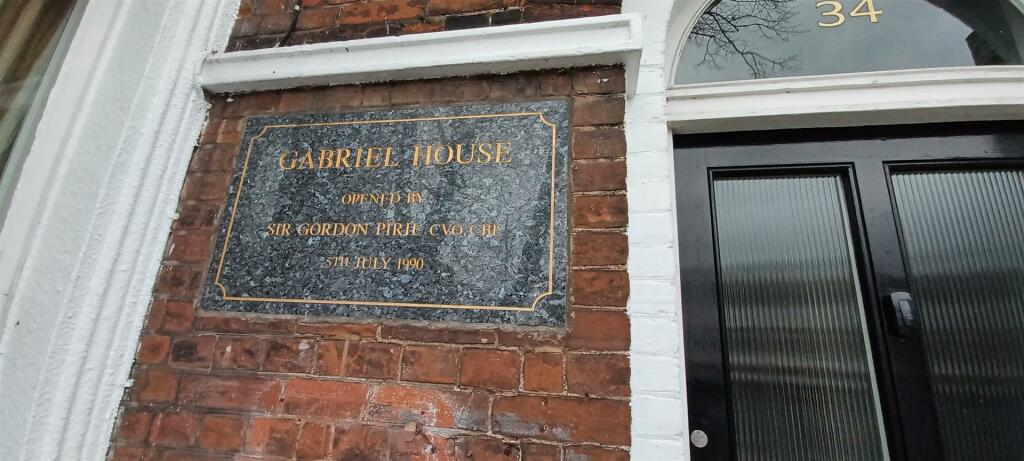 GABRIEL HOUSE
OPENED BY
SIR GORDON PIRIE CVO CBE
5TH JULY 1990
34